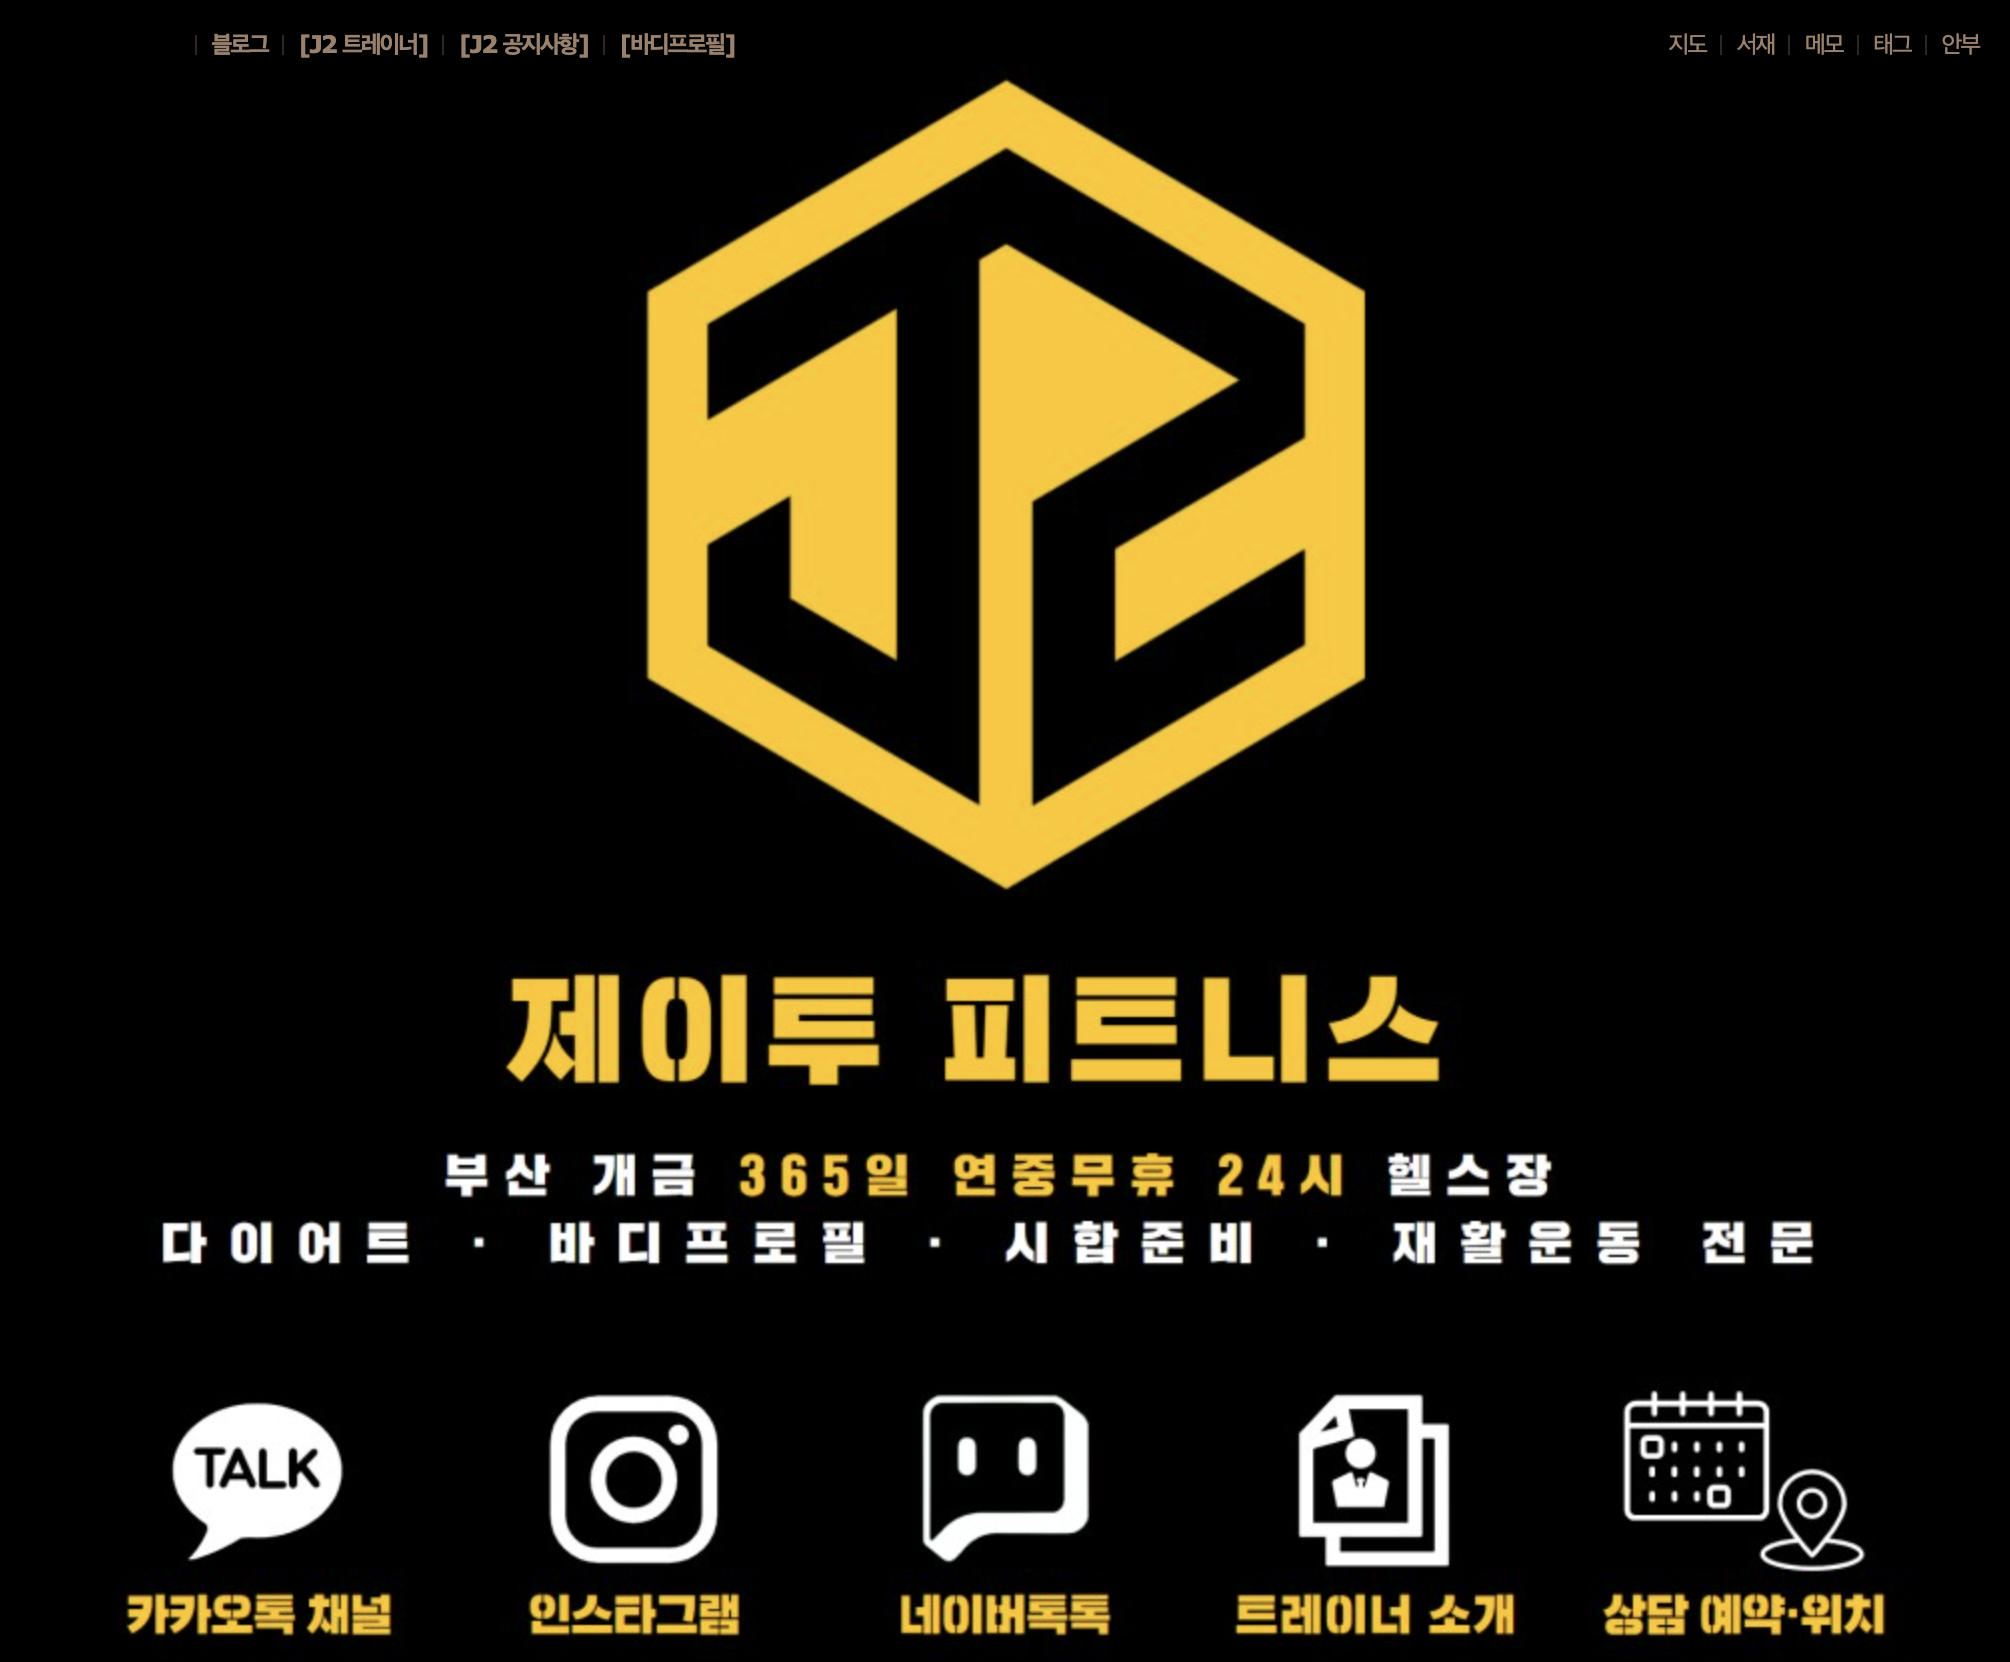 블로그 [J2 트레이너] [J2 공지사항] [바디프로필] 지도 서재 메모 태그 안부
J2
제이투 피트니스
부산 개금 365일 연중무휴 24시 헬스장
다이어트 · 바디프로필 · 시합준비 · 재활운동 전문
TALK
카카오톡 채널 인스타그램 네이버톡톡 트레이너 소개 상담 예약·위치